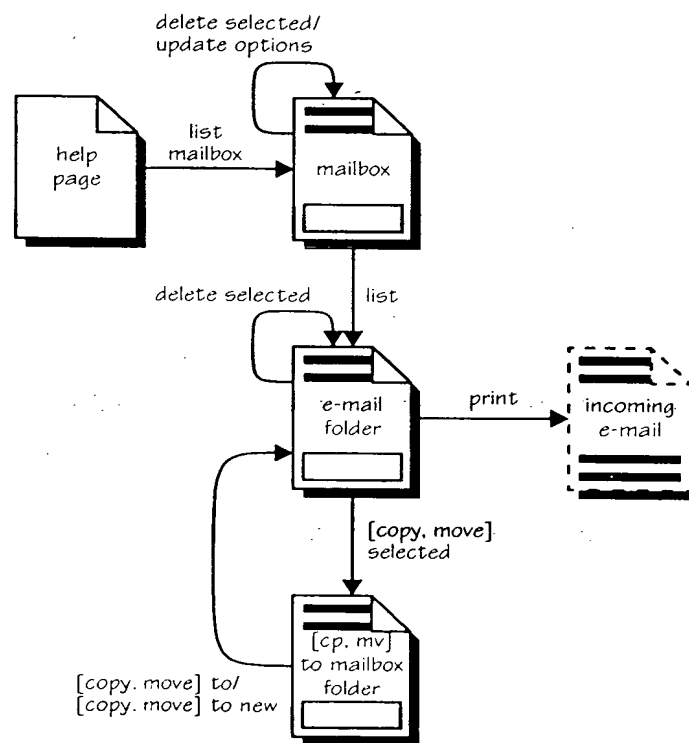 delete selected/
update options
help
page
list
mailbox
mailbox
delete selected
list
e-mail
folder
print
incoming
e-mail
[copy, move]
selected
[cp, mv]
to mailbox
folder
[copy. move] to/
[copy. move] to new